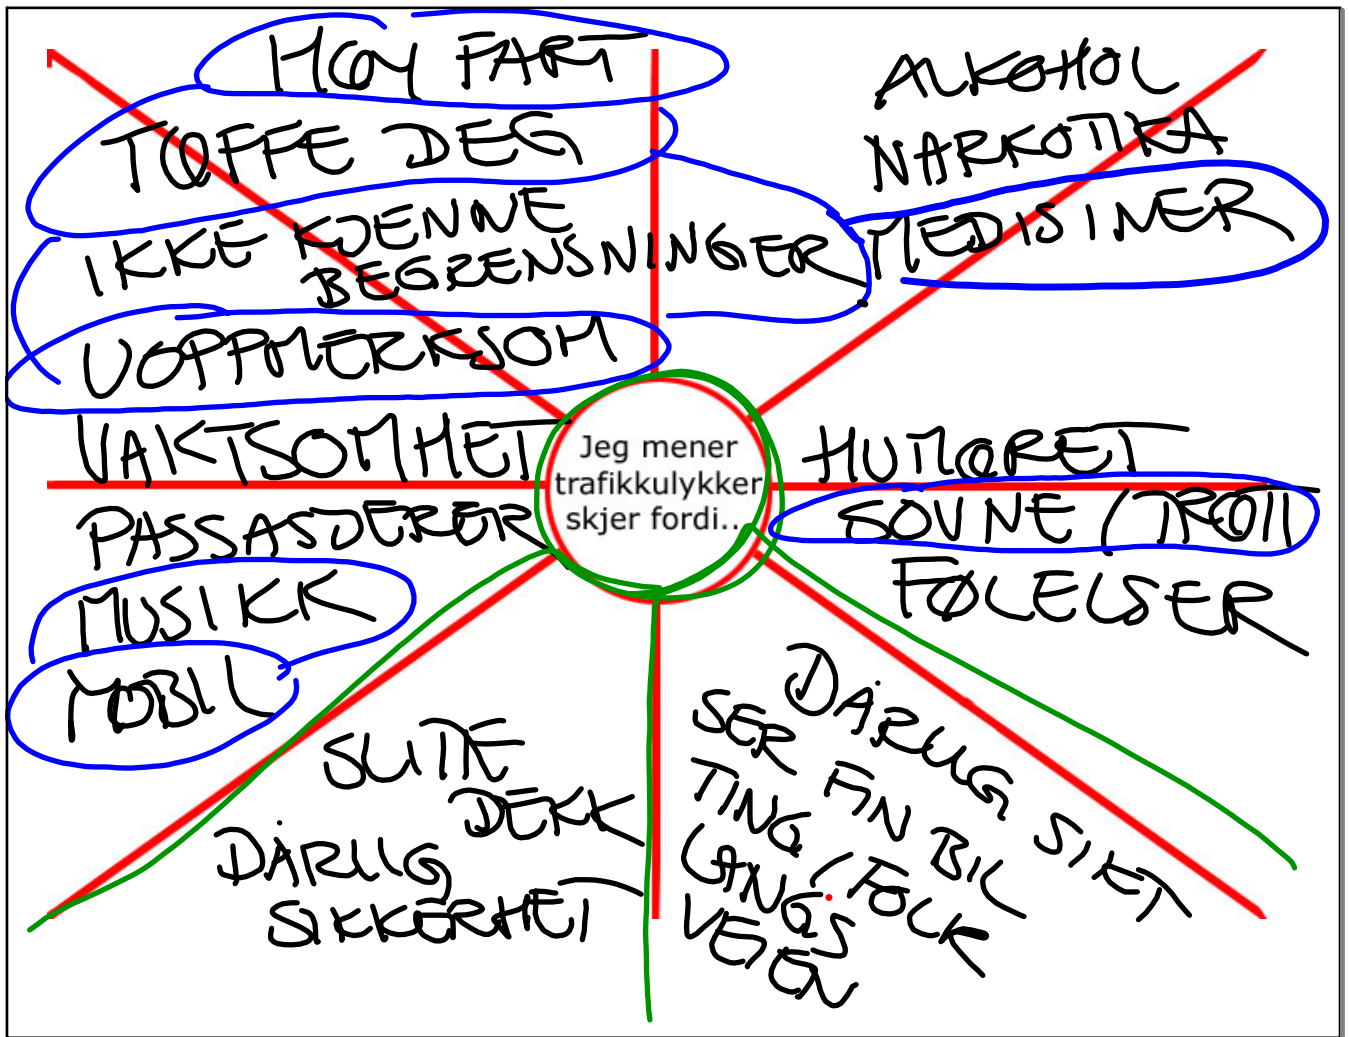 HØY FART
TØFFE DEG
IKKE KJENNE
BEGRENSNINGER
UOPPMERKSOM
VAKTSOMHET
PASSASJERER
MUSIKK
MOBIL
ALKOHOL
NARKOTIKA
MEDISINER
Jeg mener
trafikkulykker
skjer fordi..
HUMØRET
SOVNE / TRØTT
FØLELSER
SLITTE
DEKK
DÅRLIG
SIKKERHET
DÅRLIG SIKT
SER FIN BIL
TING / FOLK
LANGS
VEIEN